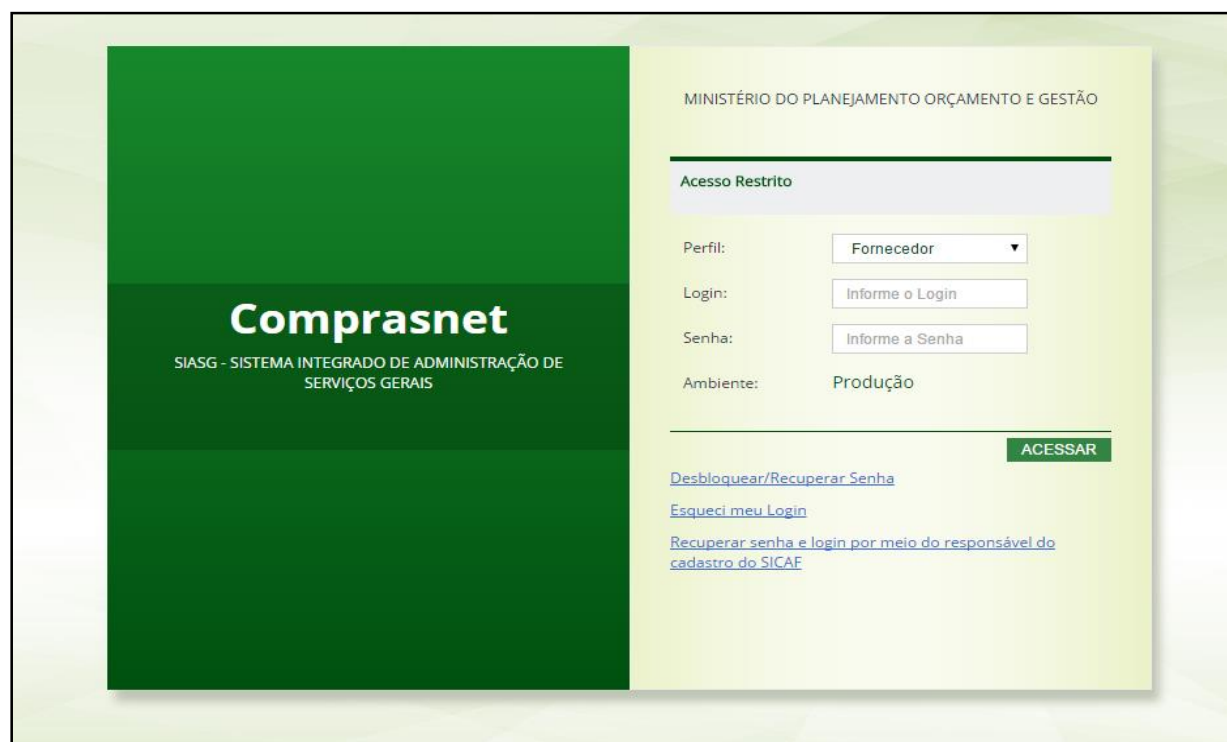 Comprasnet
SIASG - SISTEMA INTEGRADO DE ADMINISTRAÇÃO DE
SERVIÇOS GERAIS
MINISTÉRIO DO PLANEJAMENTO ORÇAMENTO E GESTÃO
Acesso Restrito
Perfil: Fornecedor
Login: Informe o Login
Senha: Informe a Senha
Ambiente: Produção
ACESSAR
Desbloquear/Recuperar Senha
Esqueci meu Login
Recuperar senha e login por meio do responsável do
cadastro do SICAF